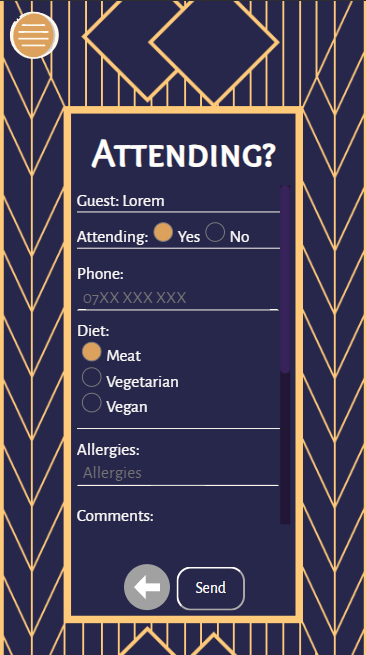 Attending?
Guest: Lorem
Attending: Yes No
Phone:
07XX XXX XXX
Diet:
Meat
Vegetarian
Vegan
Allergies:
Allergies
Comments:
Send